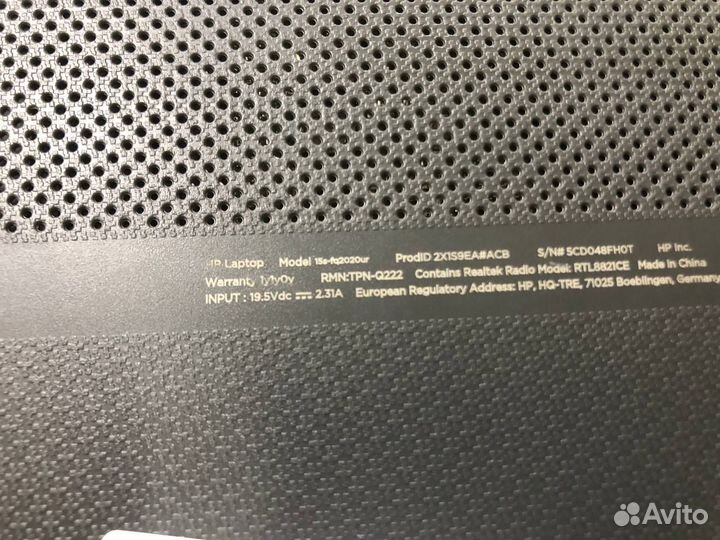 HP Laptop Model 15s-fq2020ur ProdID 2X1S9EA#ACB S/N# 5CD048FH0T HP Inc.
Warranty 1y1y0y RMN:TPN-Q222 Contains Realtek Radio Model: RTL8821CE Made in China
INPUT : 19.5Vdc ⎓ 2.31A European Regulatory Address: HP, HQ-TRE, 71025 Boeblingen, Germany
Avito